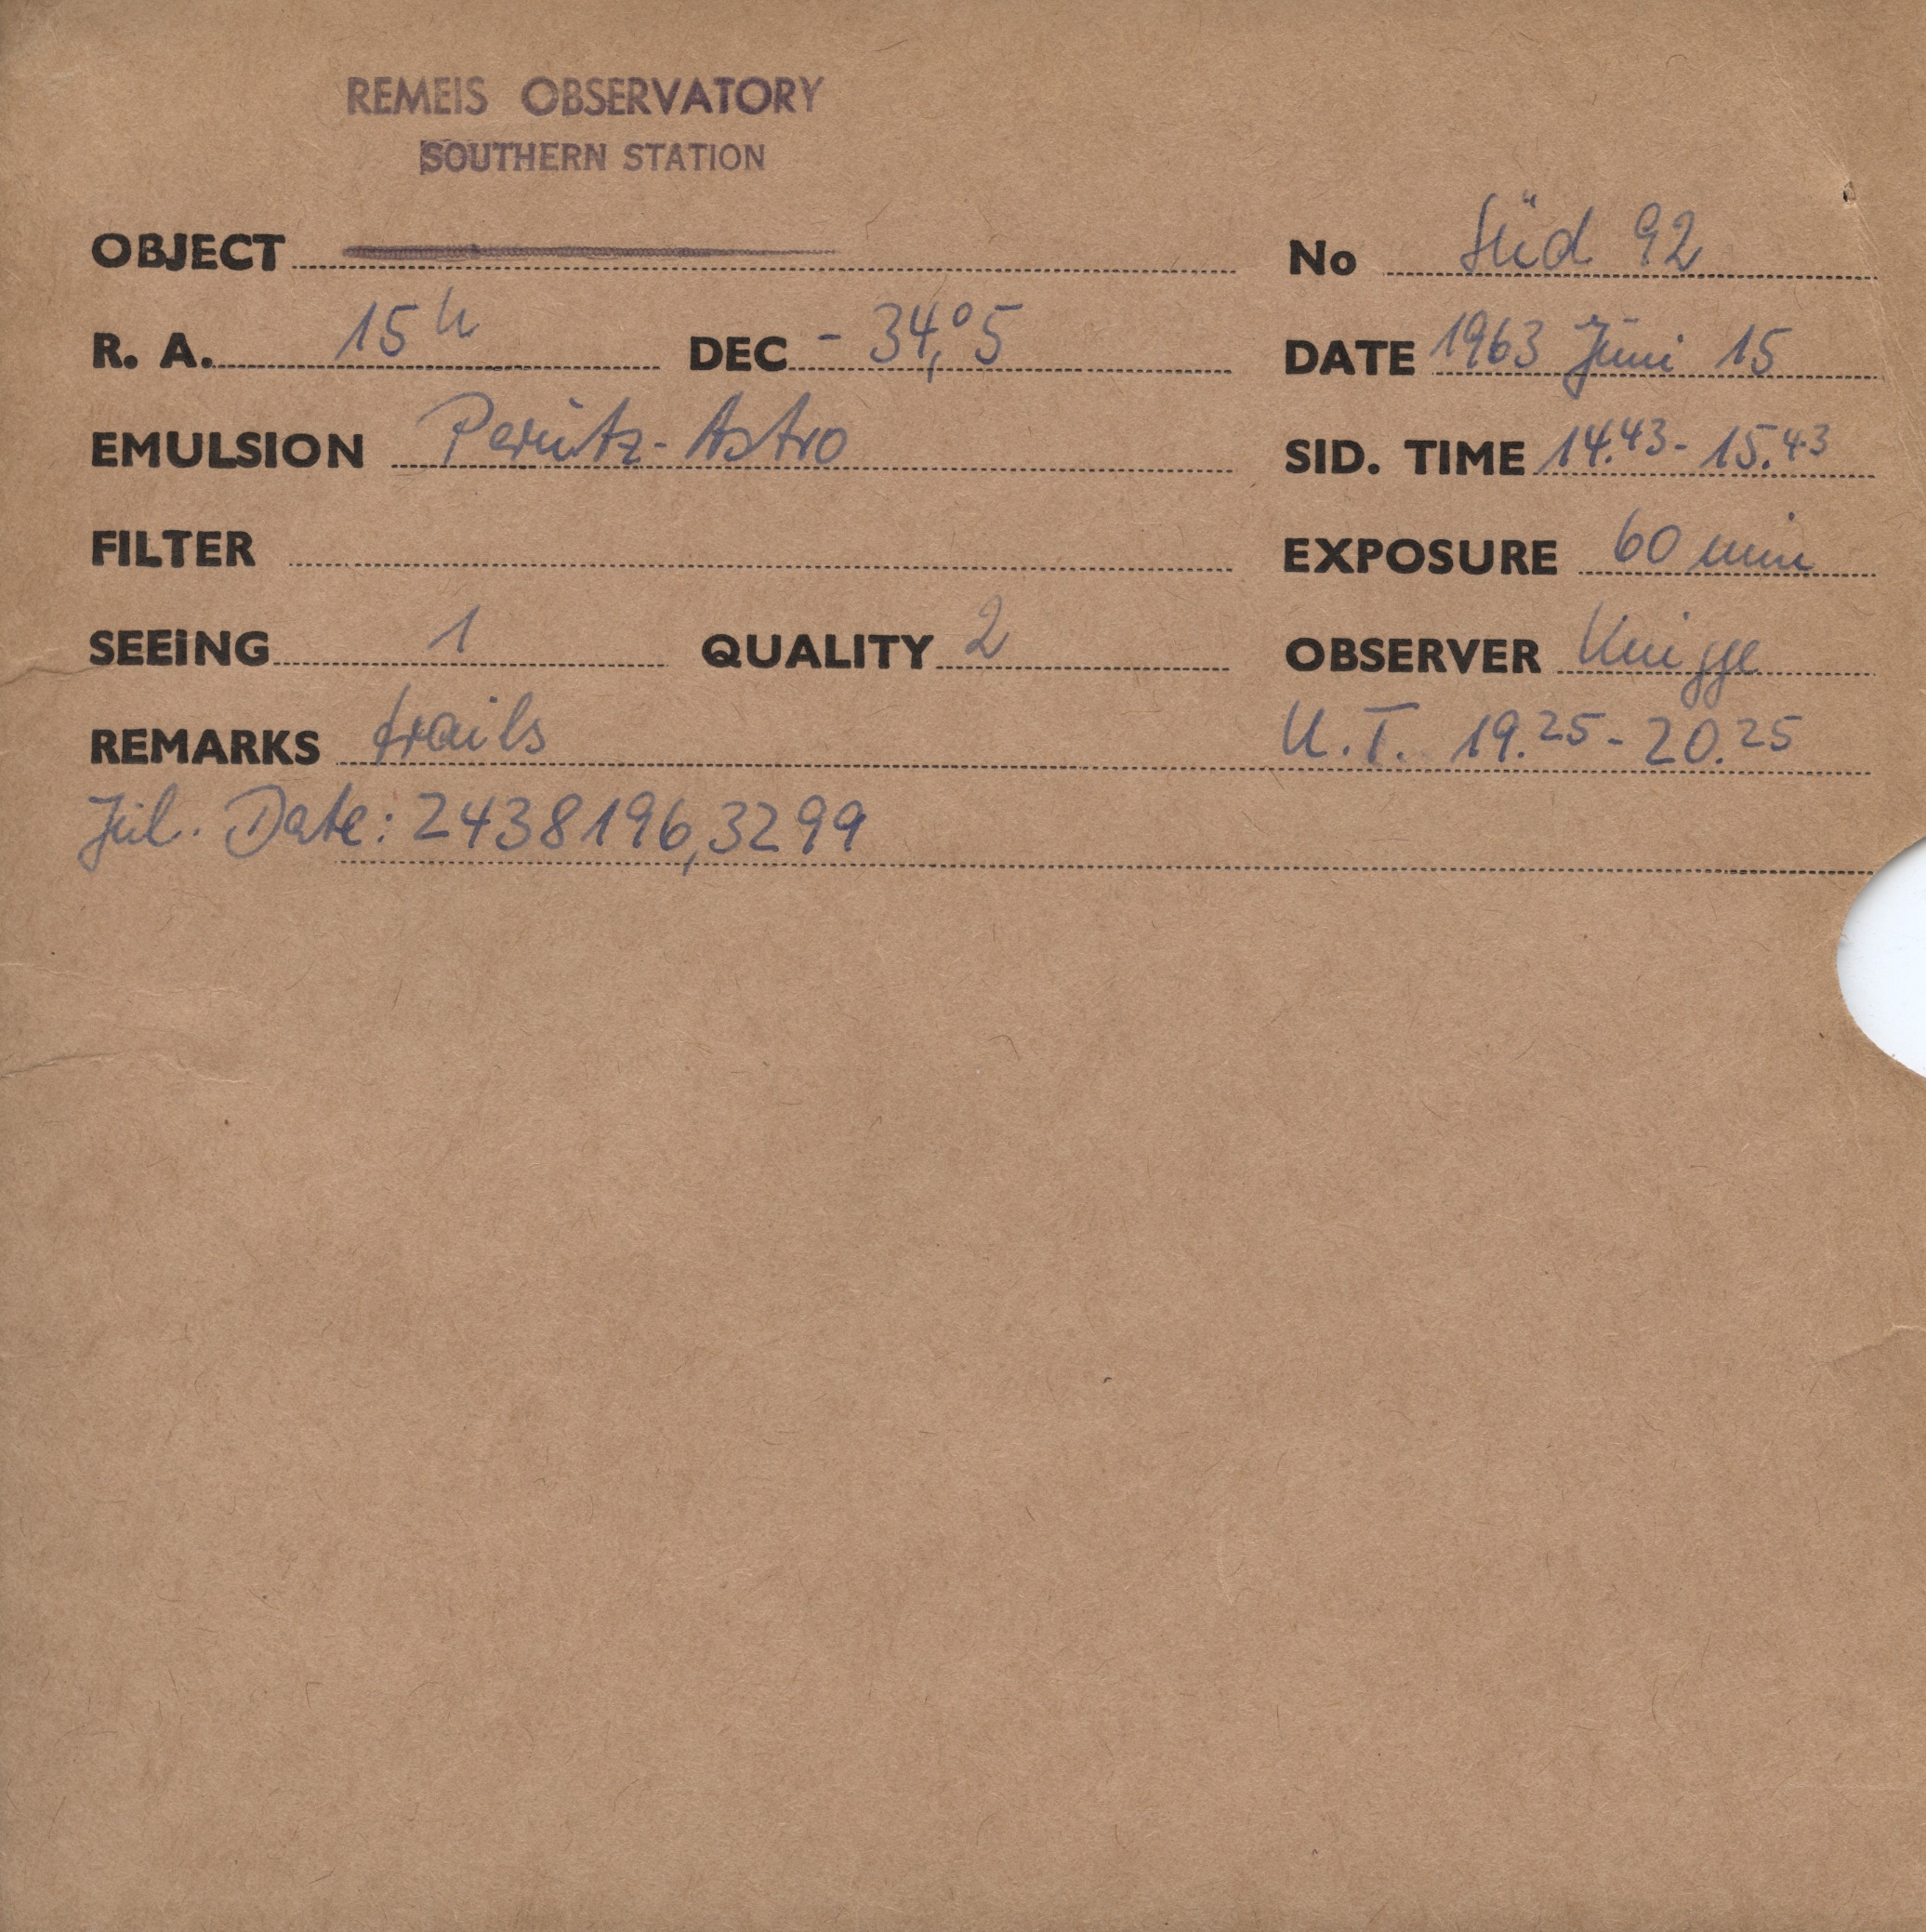 REMEIS OBSERVATORY
SOUTHERN STATION
OBJECT No Süd 92
R. A. 15h DEC - 34,°5 DATE 1963 Juni 15
EMULSION Perutz-Astro SID. TIME 14.43 - 15.43
FILTER EXPOSURE 60 min
SEEING 1 QUALITY 2 OBSERVER Knigge
REMARKS trails U.T. 19.25 - 20.25
Jul. Date: 2438196,3299